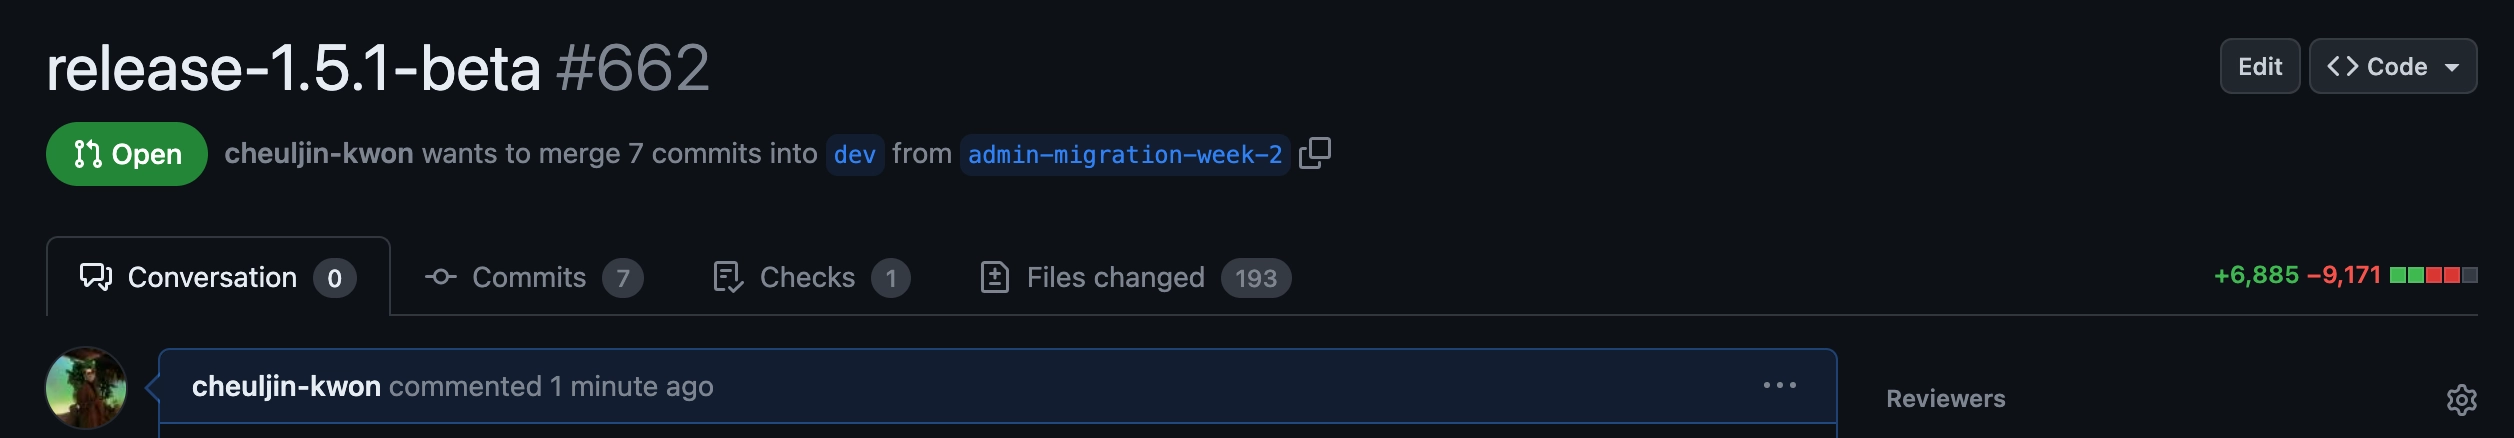 release-1.5.1-beta #662
Edit
<> Code
Open
cheuljin-kwon wants to merge 7 commits into dev from admin-migration-week-2
Conversation 0
Commits 7
Checks 1
Files changed 193
+6,885 −9,171
cheuljin-kwon commented 1 minute ago
Reviewers